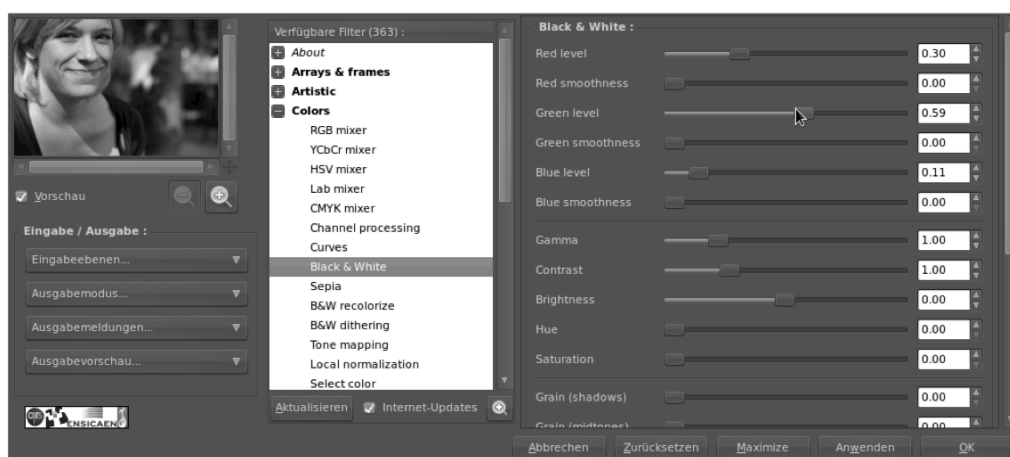 Vorschau
Eingabe / Ausgabe :
Eingabeebenen...
Ausgabemodus...
Ausgabemeldungen...
Ausgabevorschau...
ENSICAEN
Verfügbare Filter (363) :
About
Arrays & frames
Artistic
Colors
RGB mixer
YCbCr mixer
HSV mixer
Lab mixer
CMYK mixer
Channel processing
Curves
Black & White
Sepia
B&W recolorize
B&W dithering
Tone mapping
Local normalization
Select color
Aktualisieren Internet-Updates
Black & White :
Red level 0.30
Red smoothness 0.00
Green level 0.59
Green smoothness 0.00
Blue level 0.11
Blue smoothness 0.00
Gamma 1.00
Contrast 1.00
Brightness 0.00
Hue 0.00
Saturation 0.00
Grain (shadows) 0.00
Grain (midtones) 0.00
Abbrechen Zurücksetzen Maximize Anwenden OK